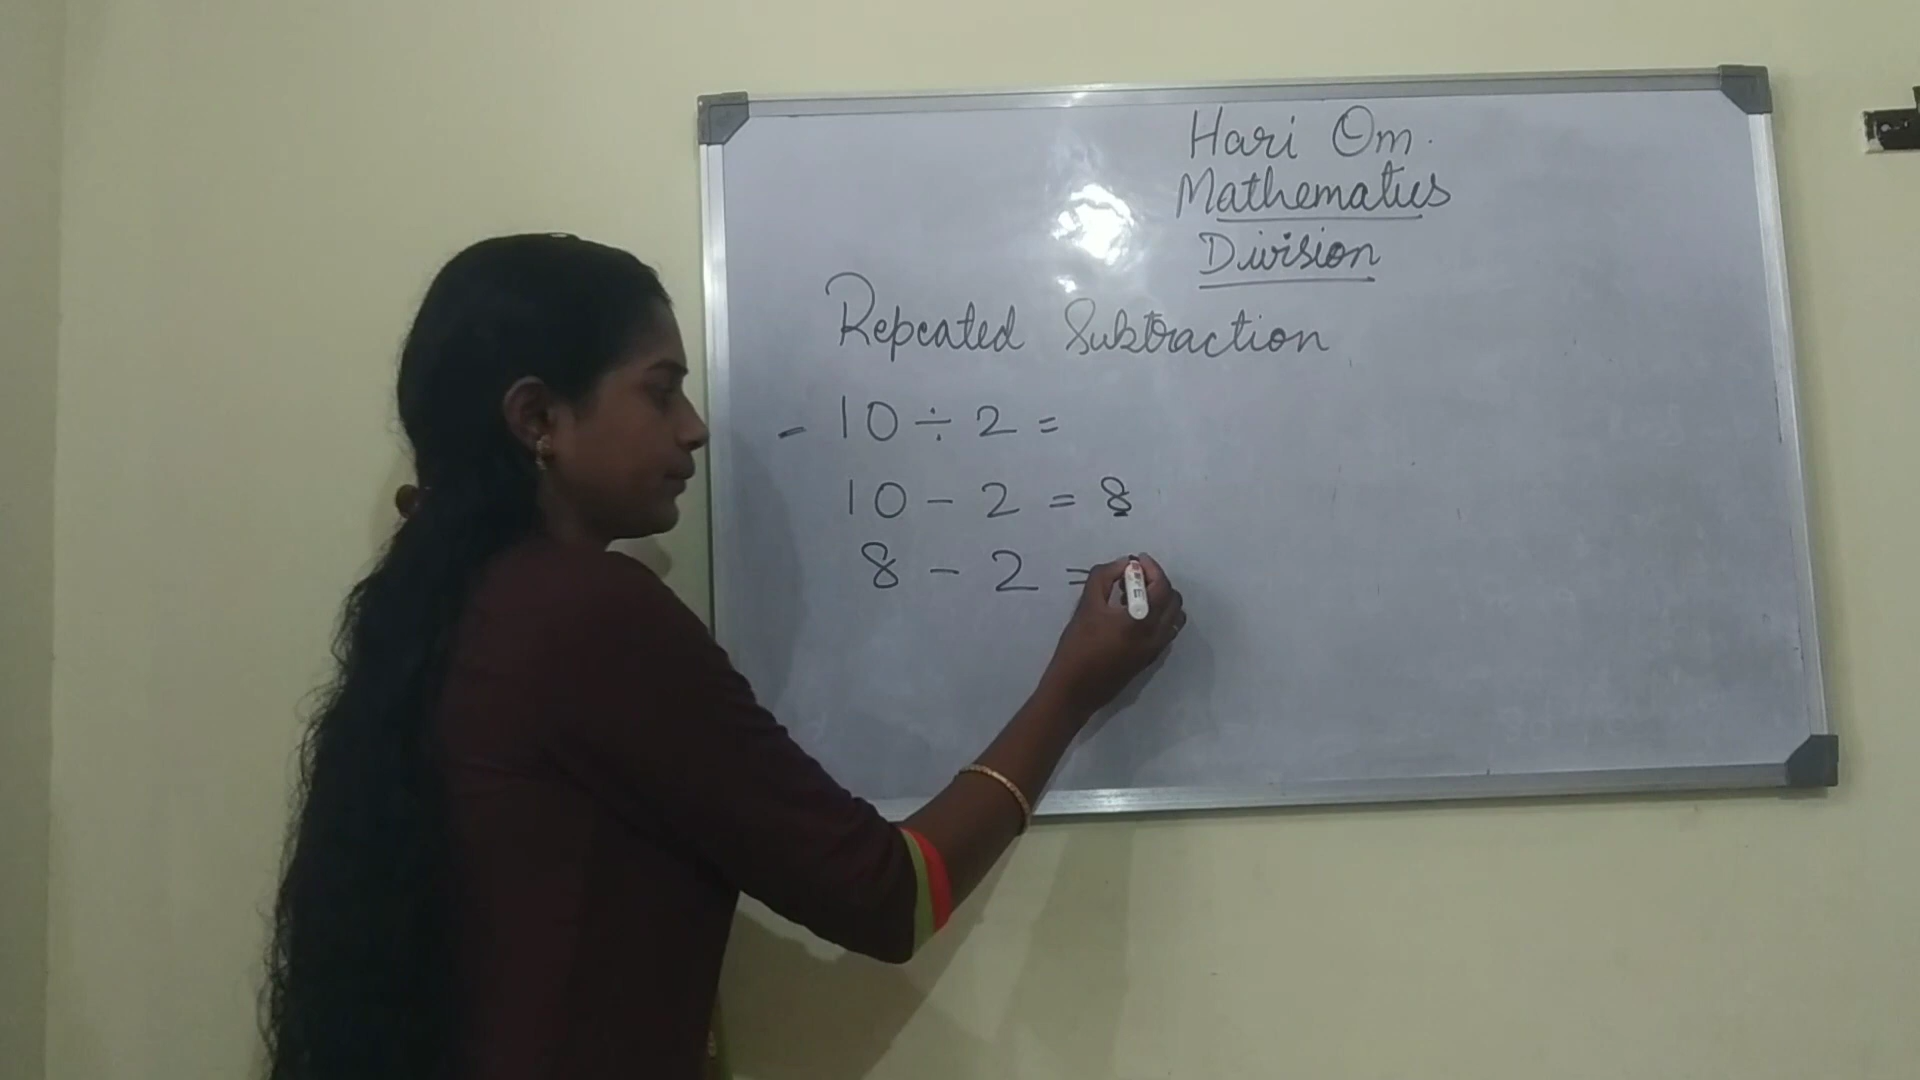 Hari Om.
Mathematics
Division
Repeated Subtraction
- 10 ÷ 2 =
10 - 2 = 8
8 - 2 =